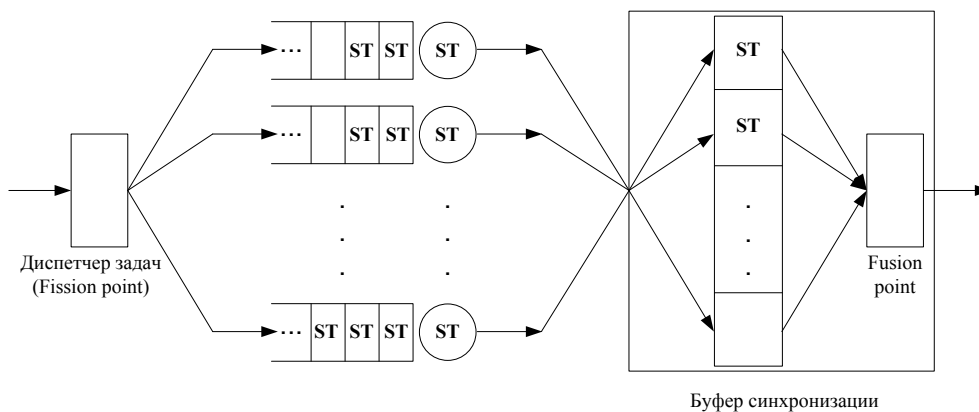 ... ST ST ST
... ST ST ST
Диспетчер задач
(Fission point)
... ST ST ST ST
ST
ST
Fusion
point
Буфер синхронизации